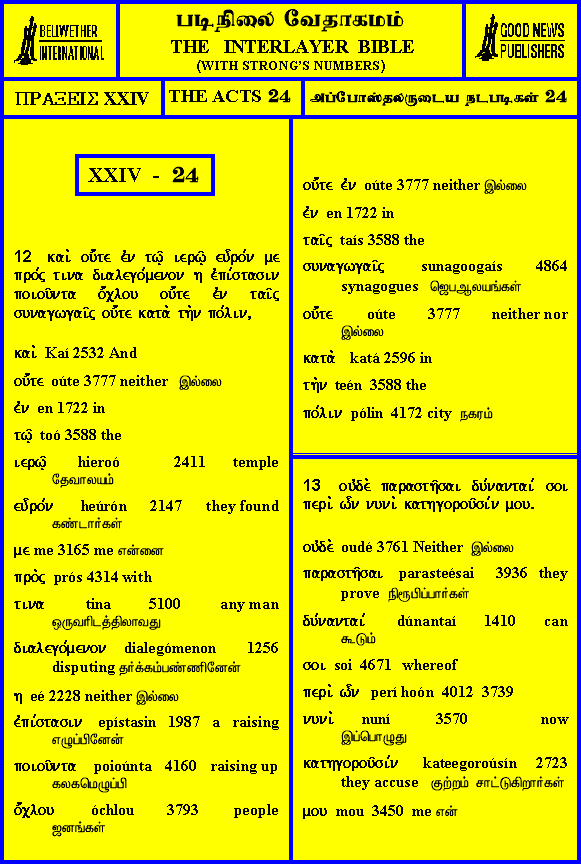 BELLWETHER
INTERNATIONAL
படிநிலை வேதாகமம்
THE INTERLAYER BIBLE
(WITH STRONG'S NUMBERS)
GOOD NEWS
PUBLISHERS
ΠΡΑΞΕΙΣ XXIV
THE ACTS 24
அப்போஸ்தலருடைய நடபடிகள் 24
XXIV - 24
12 καὶ οὔτε ἐν τῷ ιερῷ εὗρόν με
πρός τινα διαλεγόμενον η ἐπίστασιν
ποιοῦντα ὄχλου οὔτε ἐν ταῖς
συναγωγαῖς οὔτε κατὰ τὴν πόλιν,
καὶ Kaí 2532 And
οὔτε oúte 3777 neither இல்லை
ἐν en 1722 in
τῷ toó 3588 the
ιερῷ hieroó 2411 temple
தேவாலயம்
εὗρόν heúrón 2147 they found
கண்டார்கள்
με me 3165 me என்னை
πρὸς prós 4314 with
τινα tina 5100 any man
ஒருவரிடத்திலாவது
διαλεγόμενον dialegómenon 1256
disputing தர்க்கம்பண்ணினேன்
η eé 2228 neither இல்லை
ἐπίστασιν epístasin 1987 a raising
எழுப்பினேன்
ποιοῦντα poioúnta 4160 raising up
கலகமெழுப்பி
ὄχλου óchlou 3793 people
ஜனங்கள்
οὔτε ἐν oúte 3777 neither இல்லை
ἐν en 1722 in
ταῖς taís 3588 the
συναγωγαῖς sunagoogaís 4864
synagogues ஜெபஆலயங்கள்
οὔτε oúte 3777 neither nor
இல்லை
κατὰ katá 2596 in
τὴν teén 3588 the
πόλιν pólin 4172 city நகரம்
13 οὐδὲ παραστῆσαι δύνανταί σοι
περὶ ὧν νυνὶ κατηγοροῦσίν μου.
οὐδὲ oudé 3761 Neither இல்லை
παραστῆσαι parasteésai 3936 they
prove நிரூபிப்பார்கள்
δύνανταί dúnantaí 1410 can
கூடும்
σοι soi 4671 whereof
περὶ ὧν perí hoón 4012 3739
νυνὶ nuní 3570 now
இப்பொழுது
κατηγοροῦσίν kateegoroúsín 2723
they accuse குற்றம் சாட்டுகிறார்கள்
μου mou 3450 me என்